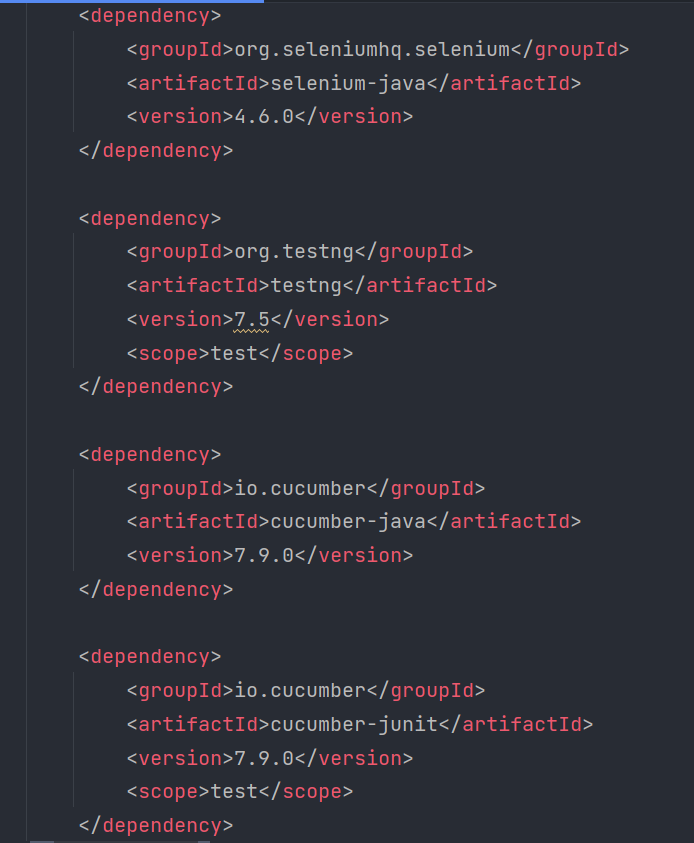 <dependency>
<groupId>org.seleniumhq.selenium</groupId>
<artifactId>selenium-java</artifactId>
<version>4.6.0</version>
</dependency>
<dependency>
<groupId>org.testng</groupId>
<artifactId>testng</artifactId>
<version>7.5</version>
<scope>test</scope>
</dependency>
<dependency>
<groupId>io.cucumber</groupId>
<artifactId>cucumber-java</artifactId>
<version>7.9.0</version>
</dependency>
<dependency>
<groupId>io.cucumber</groupId>
<artifactId>cucumber-junit</artifactId>
<version>7.9.0</version>
<scope>test</scope>
</dependency>